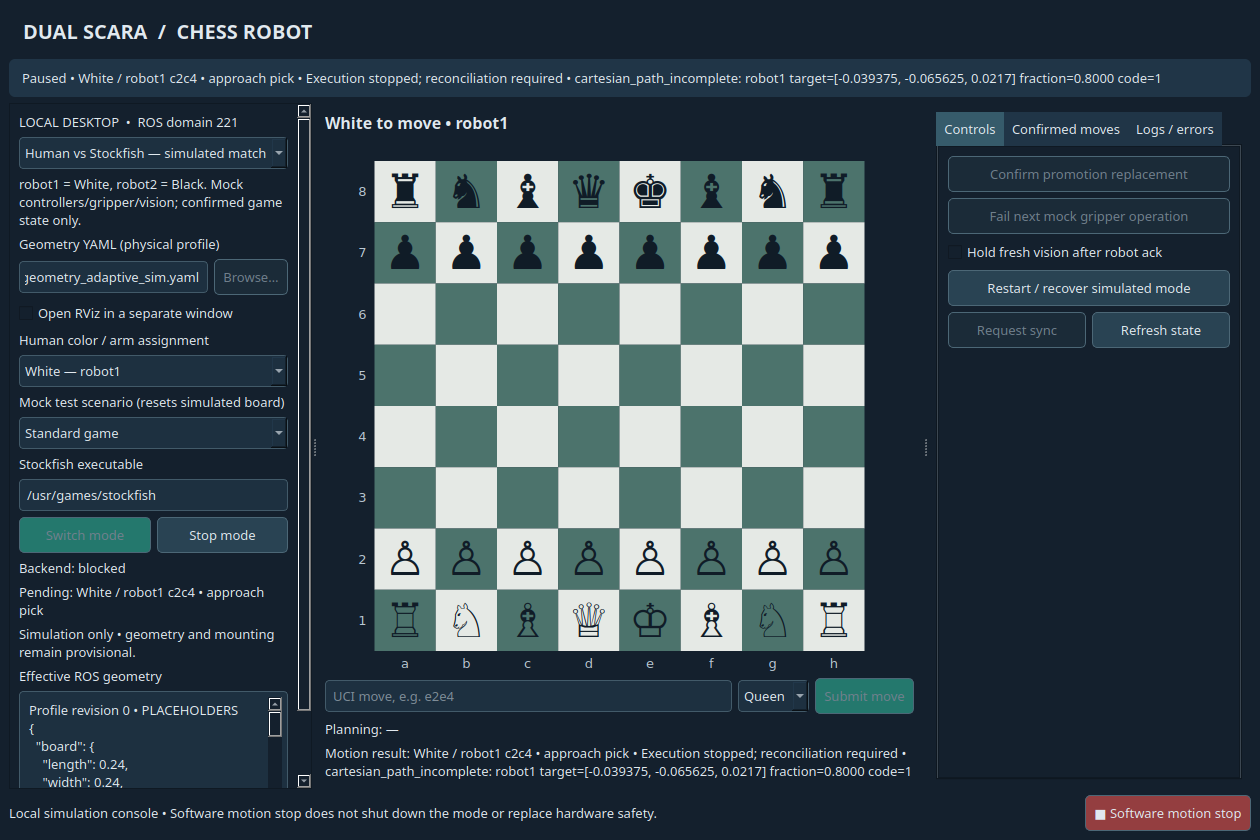 DUAL SCARA / CHESS ROBOT
Paused • White / robot1 c2c4 • approach pick • Execution stopped; reconciliation required • cartesian_path_incomplete: robot1 target=[-0.039375, -0.065625, 0.0217] fraction=0.8000 code=1
LOCAL DESKTOP • ROS domain 221
Human vs Stockfish — simulated match
robot1 = White, robot2 = Black. Mock
controllers/gripper/vision; confirmed game
state only.
Geometry YAML (physical profile)
geometry_adaptive_sim.yaml
Browse...
Open RViz in a separate window
Human color / arm assignment
White — robot1
Mock test scenario (resets simulated board)
Standard game
Stockfish executable
/usr/games/stockfish
Switch mode
Stop mode
Backend: blocked
Pending: White / robot1 c2c4 • approach
pick
Simulation only • geometry and mounting
remain provisional.
Effective ROS geometry
Profile revision 0 • PLACEHOLDERS
{
"board": {
"length": 0.24,
"width": 0.24,
White to move • robot1
8
7
6
5
4
3
2
1
a b c d e f g h
UCI move, e.g. e2e4
Queen
Submit move
Planning: —
Motion result: White / robot1 c2c4 • approach pick • Execution stopped; reconciliation required •
cartesian_path_incomplete: robot1 target=[-0.039375, -0.065625, 0.0217] fraction=0.8000 code=1
Controls
Confirmed moves
Logs / errors
Confirm promotion replacement
Fail next mock gripper operation
Hold fresh vision after robot ack
Restart / recover simulated mode
Request sync
Refresh state
Local simulation console • Software motion stop does not shut down the mode or replace hardware safety.
Software motion stop